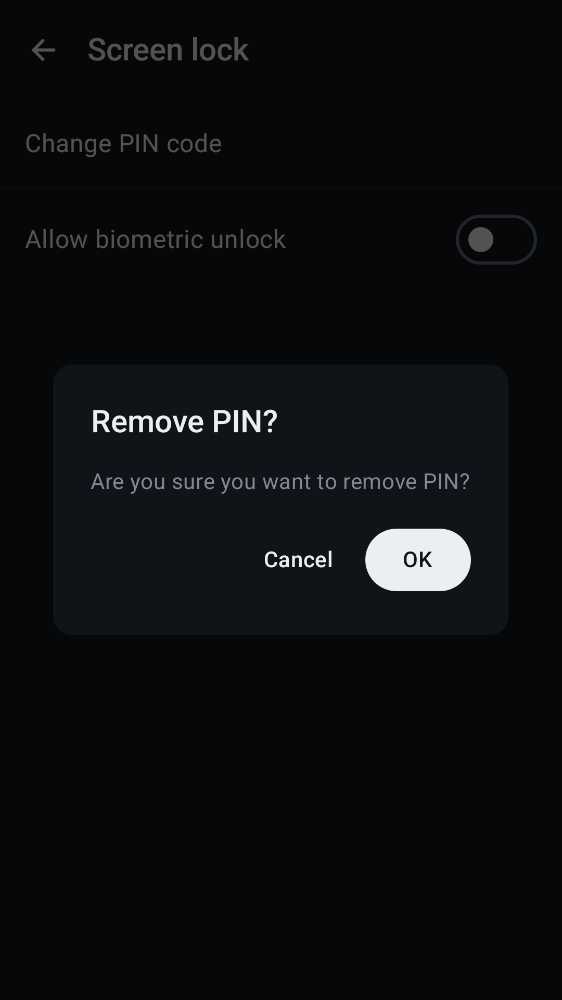 Screen lock
Change PIN code
Allow biometric unlock
Remove PIN?
Are you sure you want to remove PIN?
Cancel OK